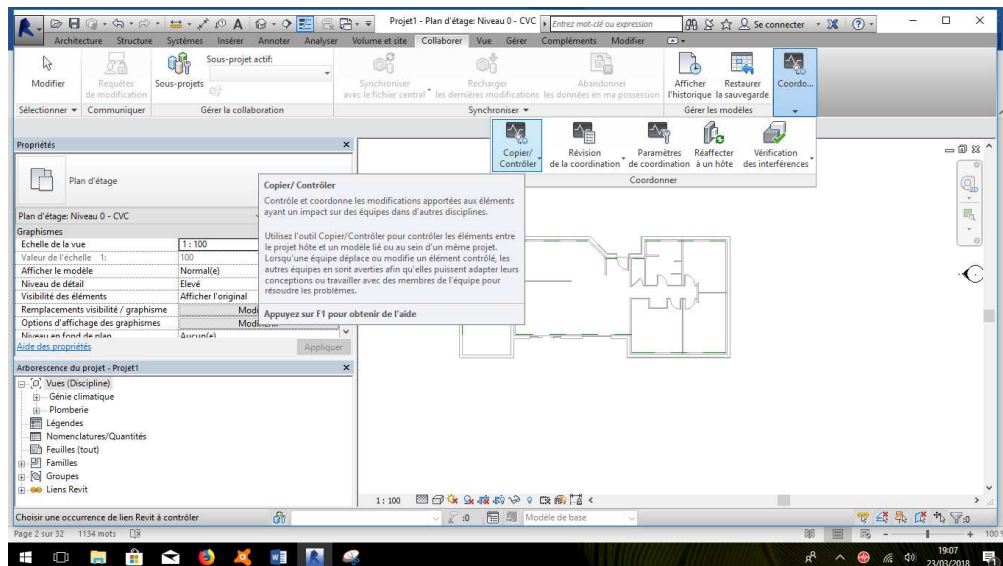 Projet1 - Plan d'étage: Niveau 0 - CVC
Entrez mot-clé ou expression
Se connecter
Architecture Structure Systèmes Insérer Annoter Analyser Volume et site Collaborer Vue Gérer Compléments Modifier
Modifier
Requêtes
de modification
Sous-projets
Sous-projet actif:
Synchroniser
avec le fichier central
Recharger
les dernières modifications
Abandonner
les données en ma possession
Afficher
l'historique
Restaurer
la sauvegarde
Coordo...
Sélectionner Communiquer Gérer la collaboration Synchroniser Gérer les modèles
Copier/
Contrôler
Révision
de la coordination
Paramètres
de coordination
Réaffecter
à un hôte
Vérification
des interférences
Coordonner
Propriétés
Plan d'étage
Plan d'étage: Niveau 0 - CVC
Graphismes
Echelle de la vue 1 : 100
Valeur de l'échelle 1: 100
Afficher le modèle Normal(e)
Niveau de détail Elevé
Visibilité des éléments Afficher l'original
Remplacements visibilité / graphisme
Options d'affichage des graphismes
Niveau en fond de plan Aucun(e)
Aide des propriétés Appliquer
Copier/ Contrôler
Contrôle et coordonne les modifications apportées aux éléments
ayant un impact sur des équipes dans d'autres disciplines.
Utilisez l'outil Copier/Contrôler pour contrôler les éléments entre
le projet hôte et un modèle lié ou au sein d'un même projet.
Lorsqu'une équipe déplace ou modifie un élément contrôlé, les
autres équipes en sont averties afin qu'elles puissent adapter leurs
conceptions ou travailler avec des membres de l'équipe pour
résoudre les problèmes.
Appuyez sur F1 pour obtenir de l'aide
Arborescence du projet - Projet1
Vues (Discipline)
Génie climatique
Plomberie
Légendes
Nomenclatures/Quantités
Feuilles (tout)
Familles
Groupes
Liens Revit
1 : 100
Choisir une occurrence de lien Revit à contrôler
:0
Modèle de base
:0
Page 2 sur 32 1134 mots
100
19:07
23/03/2018